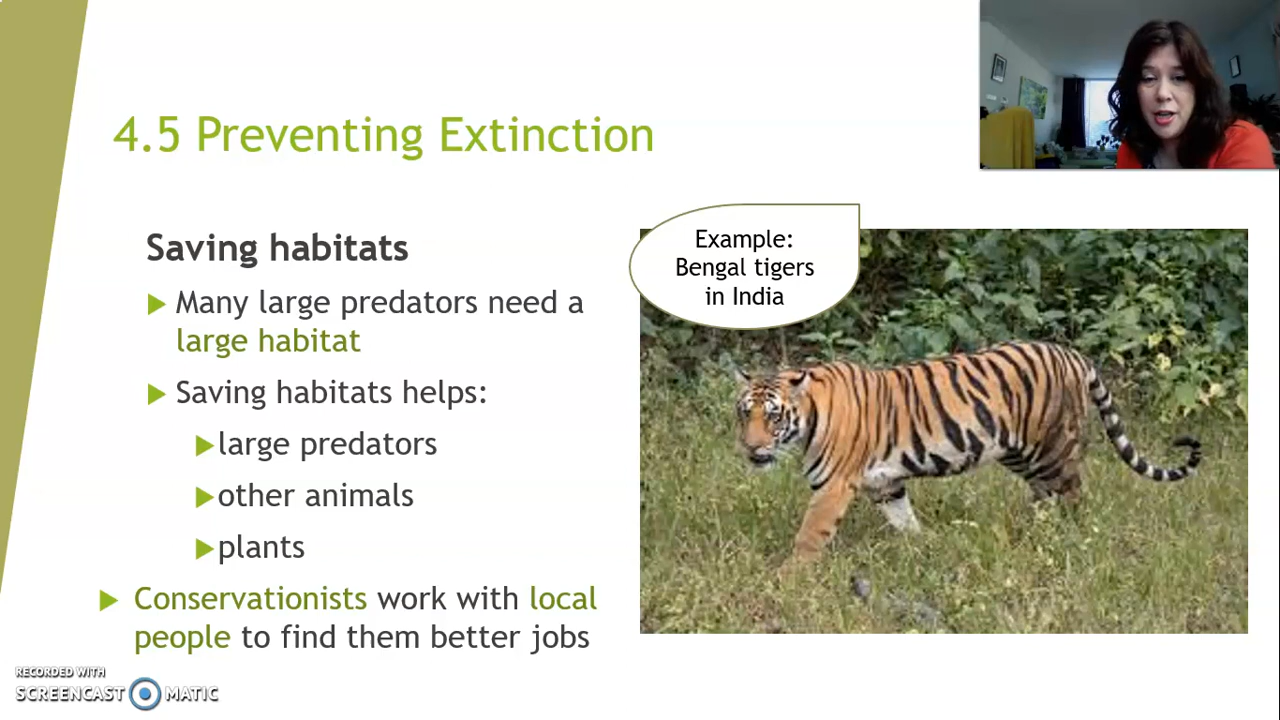 4.5 Preventing Extinction
Saving habitats
Many large predators need a
large habitat
Saving habitats helps:
large predators
other animals
plants
Conservationists work with local
people to find them better jobs
Example:
Bengal tigers
in India
RECORDED WITH
SCREENCAST MATIC